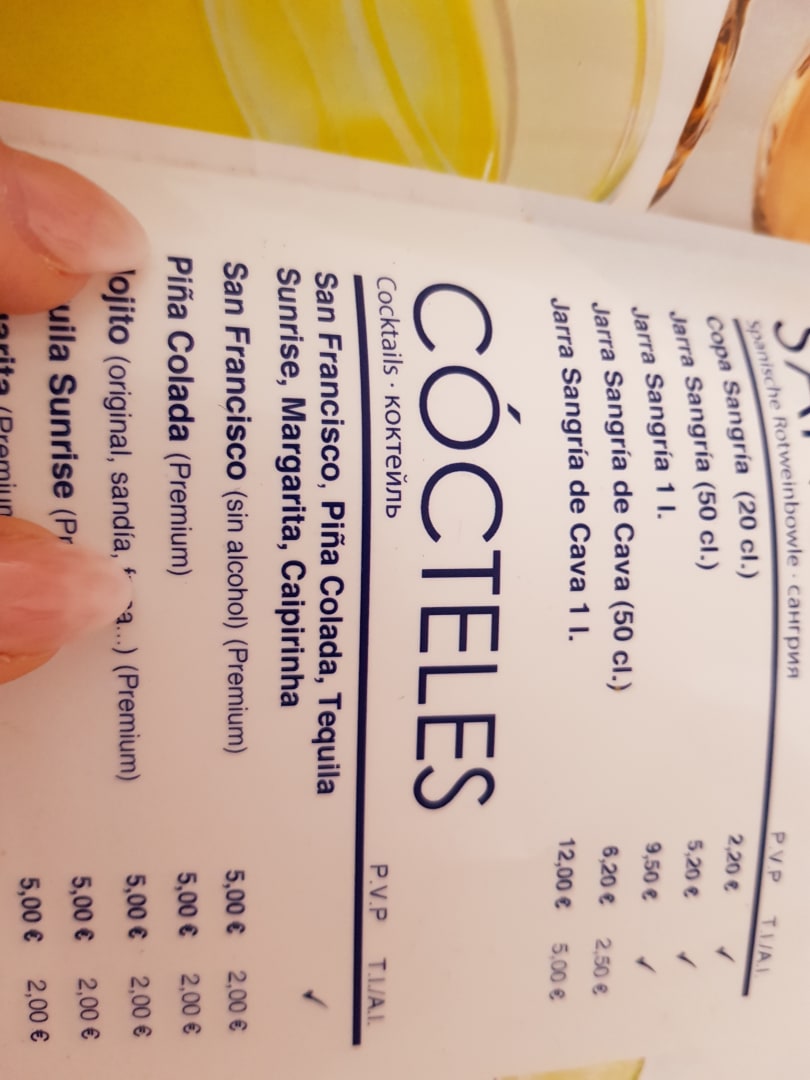 Spanische Rotweinbowle · сангрия P.V.P T.I./A.I.
Copa Sangría (20 cl.) 2,20 € ✓
Jarra Sangría (50 cl.) 5,20 € ✓
Jarra Sangría 1 l. 9,50 € ✓
Jarra Sangría de Cava (50 cl.) 6,20 € 2,50 €
Jarra Sangría de Cava 1 l. 12,00 € 5,00 €
CÓCTELES
Cocktails · коктейль P.V.P T.I./A.I.
San Francisco, Piña Colada, Tequila
Sunrise, Margarita, Caipirinha ✓
San Francisco (sin alcohol) (Premium) 5,00 € 2,00 €
Piña Colada (Premium) 5,00 € 2,00 €
(original, sandía, ...) (Premium) 5,00 € 2,00 €
Sunrise 5,00 € 2,00 €
5,00 € 2,00 €